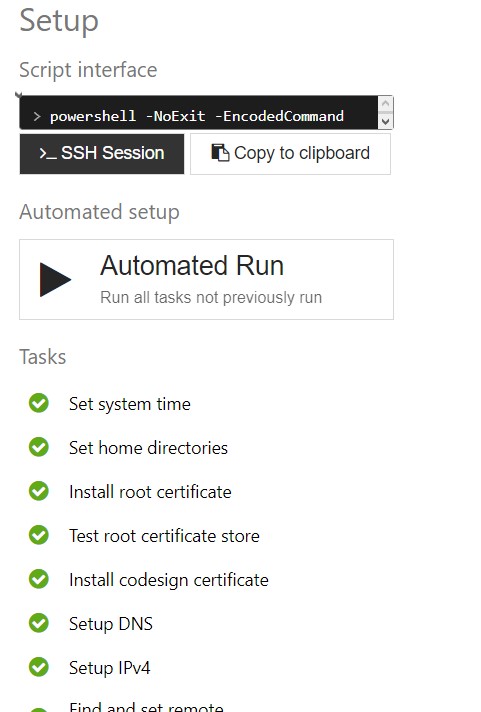 Setup
Script interface
> powershell -NoExit -EncodedCommand
>_ SSH Session
Copy to clipboard
Automated setup
Automated Run
Run all tasks not previously run
Tasks
Set system time
Set home directories
Install root certificate
Test root certificate store
Install codesign certificate
Setup DNS
Setup IPv4
Find and set remote